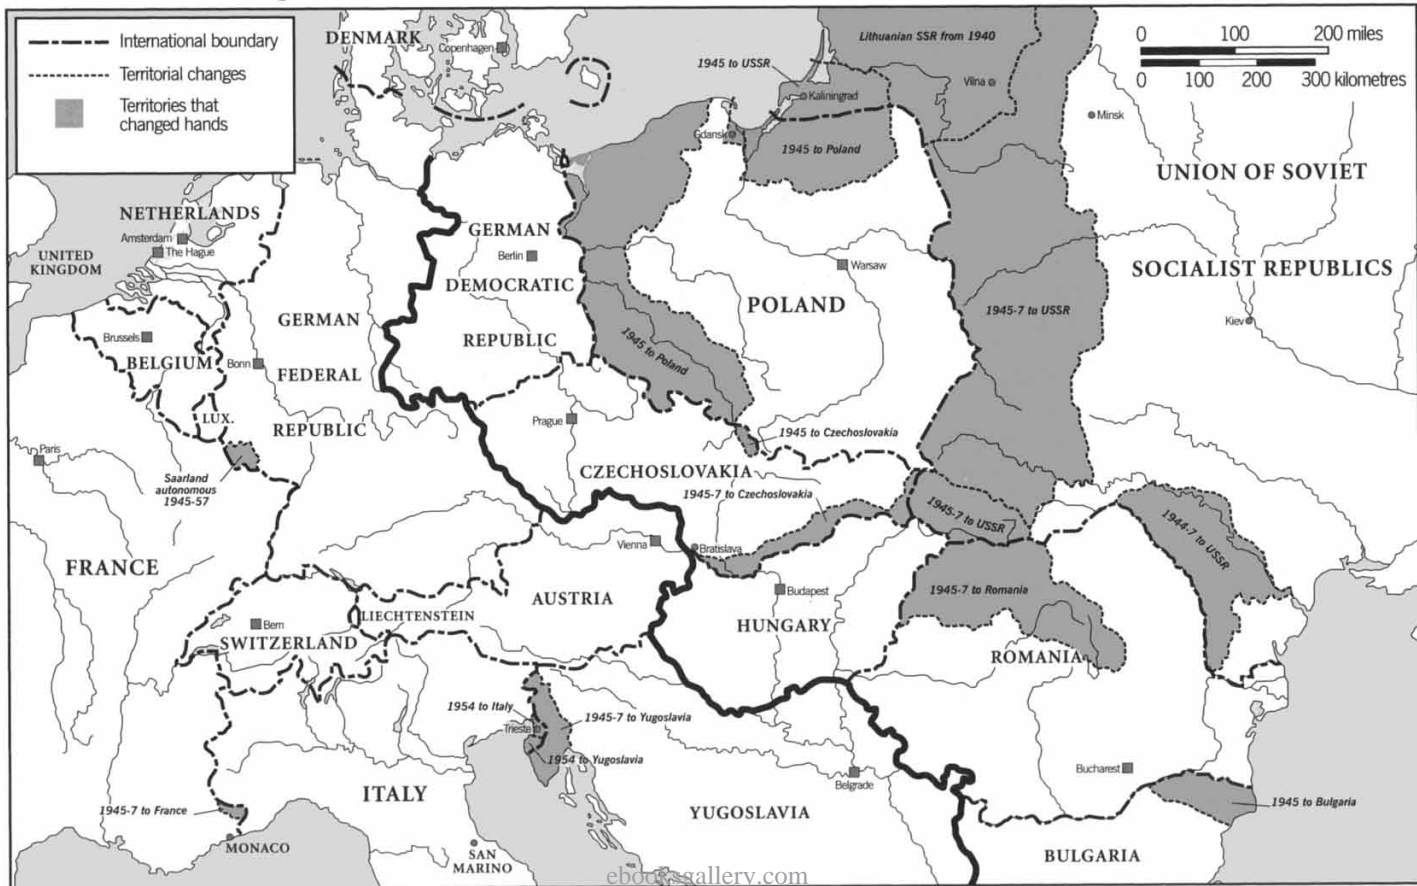 International boundary
Territorial changes
Territories that
changed hands
0 100 200 miles
0 100 200 300 kilometres
DENMARK
Copenhagen
Lithuanian SSR from 1940
1945 to USSR
Vilna
Kaliningrad
Minsk
Gdansk
1945 to Poland
UNION OF SOVIET
SOCIALIST REPUBLICS
NETHERLANDS
Amsterdam
The Hague
UNITED
KINGDOM
GERMAN
DEMOCRATIC
REPUBLIC
Berlin
Warsaw
POLAND
1945-7 to USSR
Kiev
GERMAN
FEDERAL
REPUBLIC
Brussels
BELGIUM
Bonn
LUX.
1945 to Poland
Prague
1945 to Czechoslovakia
Paris
Saarland
autonomous
1945-57
CZECHOSLOVAKIA
1945-7 to Czechoslovakia
1945-7 to USSR
1944-7 to USSR
FRANCE
Vienna
Bratislava
AUSTRIA
Budapest
HUNGARY
1945-7 to Romania
ROMANIA
LIECHTENSTEIN
Bern
SWITZERLAND
1954 to Italy
1945-7 to Yugoslavia
Trieste
1954 to Yugoslavia
Bucharest
Belgrade
1945-7 to France
ITALY
YUGOSLAVIA
1945 to Bulgaria
MONACO
SAN
MARINO
BULGARIA
ebooksgallery.com